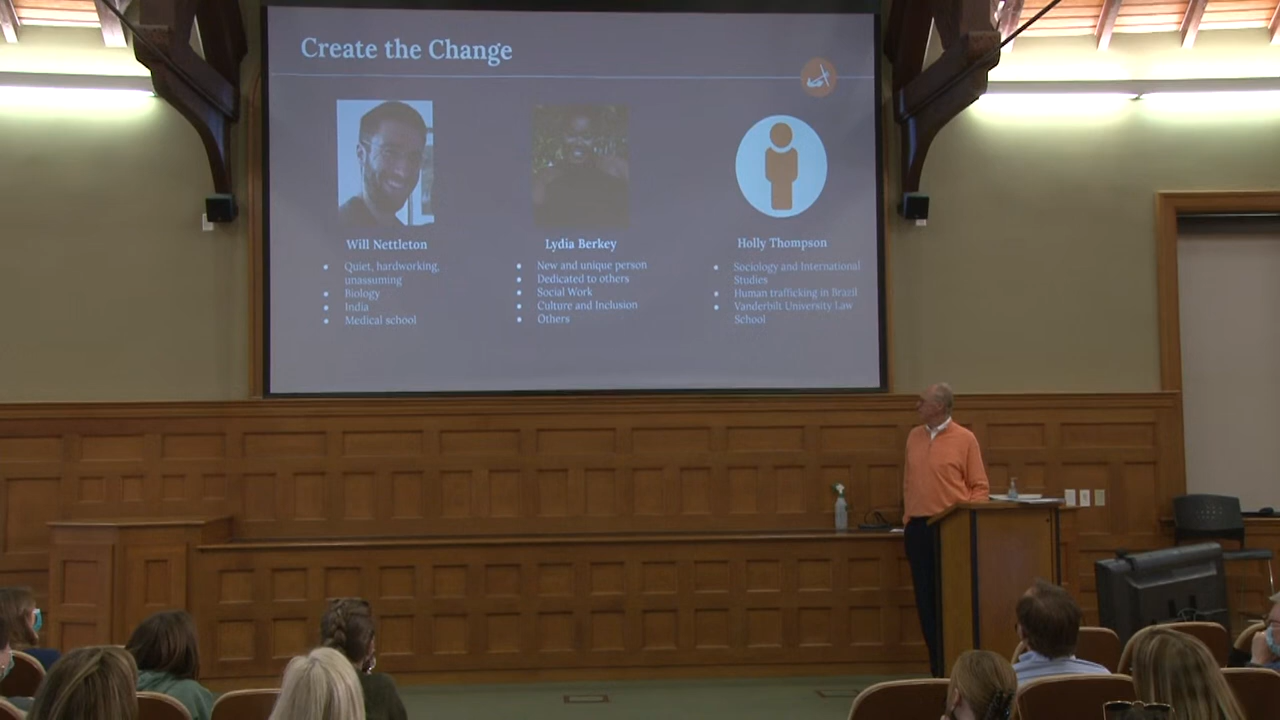 Create the Change
Will Nettleton
• Quiet, hardworking,
unassuming
• Biology
• India
• Medical school
Lydia Berkey
• New and unique person
• Dedicated to others
• Social Work
• Culture and Inclusion
• Others
Holly Thompson
• Sociology and International
Studies
• Human trafficking in Brazil
• Vanderbilt University Law
School